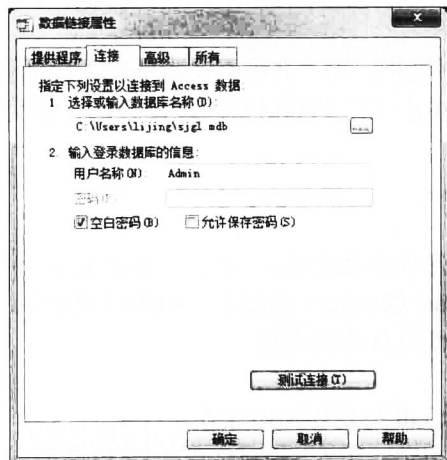 数据链接属性
提供程序 连接 高级 所有
指定下列设置以连接到 Access 数据:
1. 选择或输入数据库名称(D):
C:\Users\lijing\sjgl mdb
...
2. 输入登录数据库的信息:
用户名称(N): Admin
密码(P):
空白密码(B) 允许保存密码(S)
测试连接(T)
确定 取消 帮助